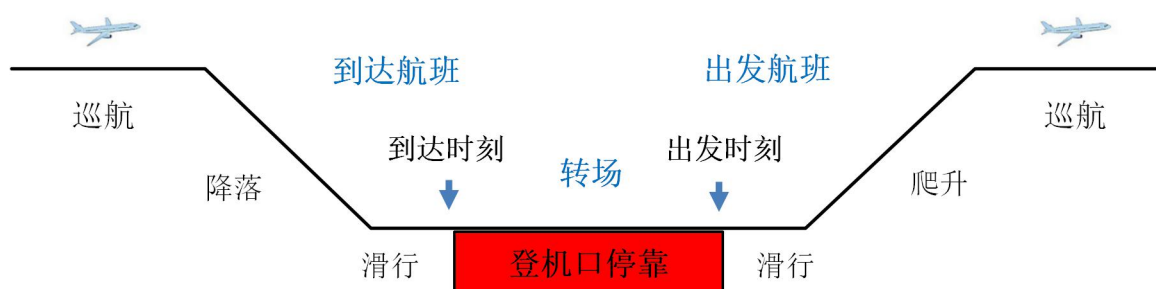 到达航班 出发航班
巡航 巡航
到达时刻 出发时刻
转场
降落 爬升
滑行 登机口停靠 滑行